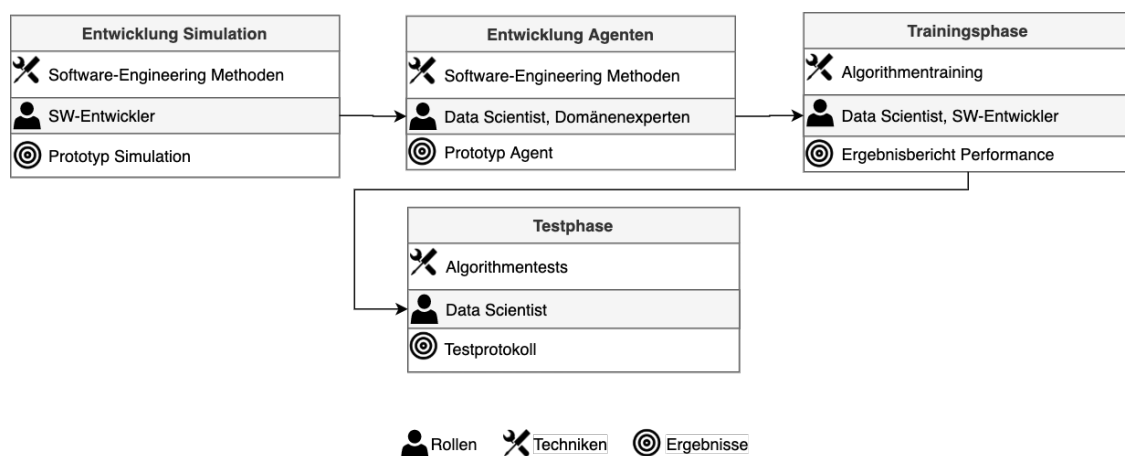 Entwicklung Simulation
Software-Engineering Methoden
SW-Entwickler
Prototyp Simulation
Entwicklung Agenten
Software-Engineering Methoden
Data Scientist, Domänenexperten
Prototyp Agent
Trainingsphase
Algorithmentraining
Data Scientist, SW-Entwickler
Ergebnisbericht Performance
Testphase
Algorithmentests
Data Scientist
Testprotokoll
Rollen Techniken Ergebnisse